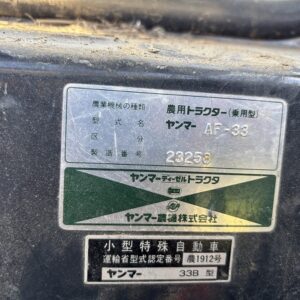 農業機械の種類 農用トラクター(乗用型)
型式名 ヤンマー AF-33
区分
製造番号 23258
ヤンマーディーゼルトラクタ
ヤンマー農機株式会社
小型特殊自動車
運輸省型式認定番号 農1912号
ヤンマー 33B 型